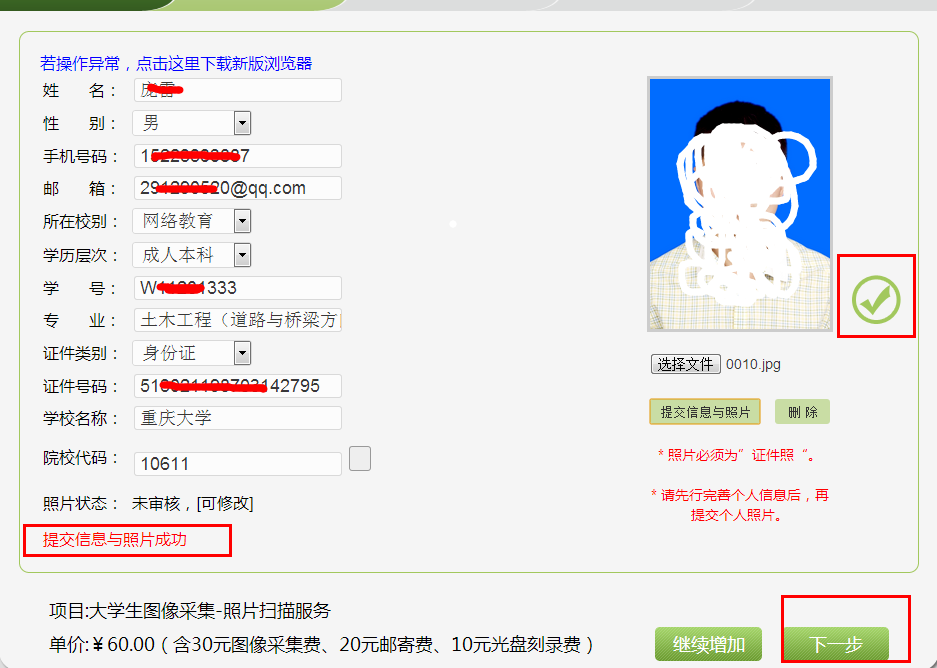 若操作异常，点击这里下载新版浏览器
姓 名：
性 别： 男
手机号码： 1 7
邮 箱： 29 20@qq.com
所在校别： 网络教育
学历层次： 成人本科
学 号： W 1333
专 业： 土木工程（道路与桥梁方向
证件类别： 身份证
证件号码： 51 142795
学校名称： 重庆大学
院校代码： 10611
照片状态： 未审核，[可修改]
提交信息与照片成功
选择文件 0010.jpg
提交信息与照片 删 除
*照片必须为”证件照“。
*请先行完善个人信息后，再
提交个人照片。
项目:大学生图像采集-照片扫描服务
单价:¥60.00（含30元图像采集费、20元邮寄费、10元光盘刻录费）
继续增加 下一步